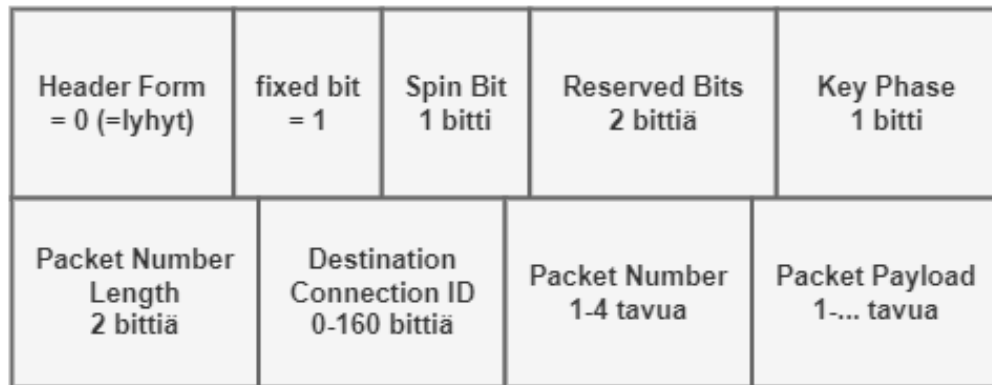 Header Form
= 0 (=lyhyt)
fixed bit
= 1
Spin Bit
1 bitti
Reserved Bits
2 bittiä
Key Phase
1 bitti
Packet Number
Length
2 bittiä
Destination
Connection ID
0-160 bittiä
Packet Number
1-4 tavua
Packet Payload
1-... tavua